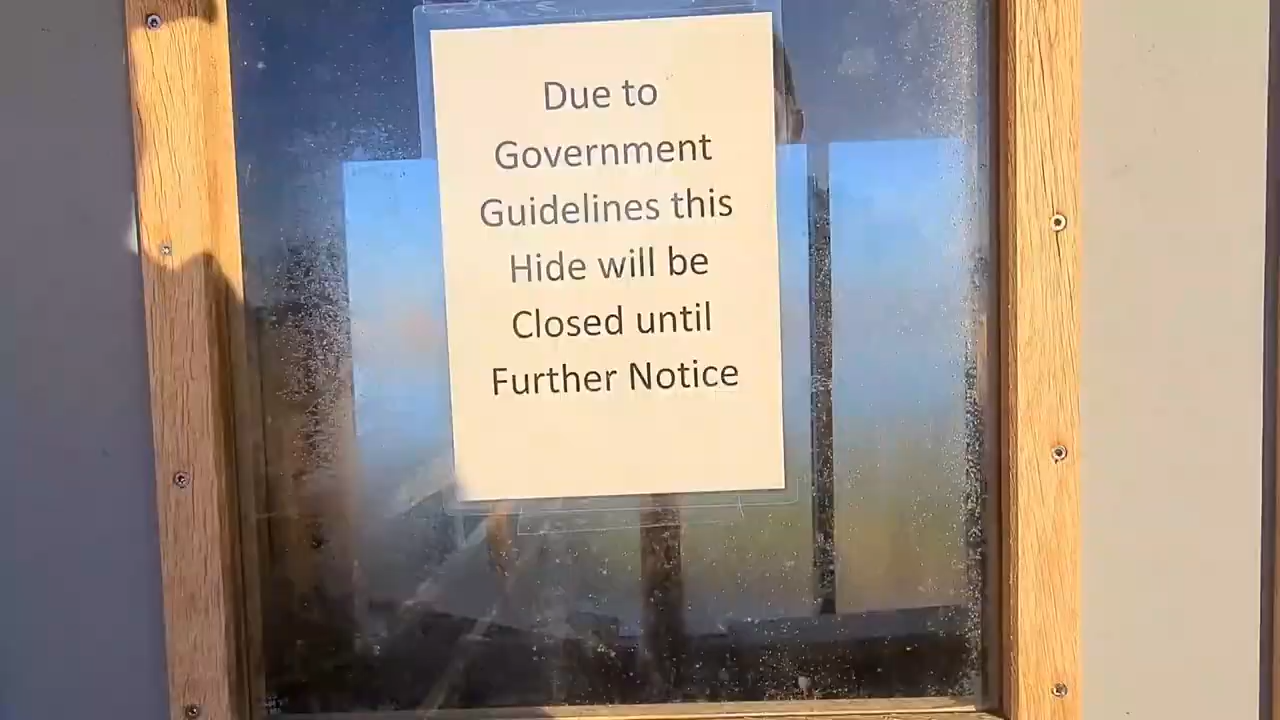 Due to
Government
Guidelines this
Hide will be
Closed until
Further Notice